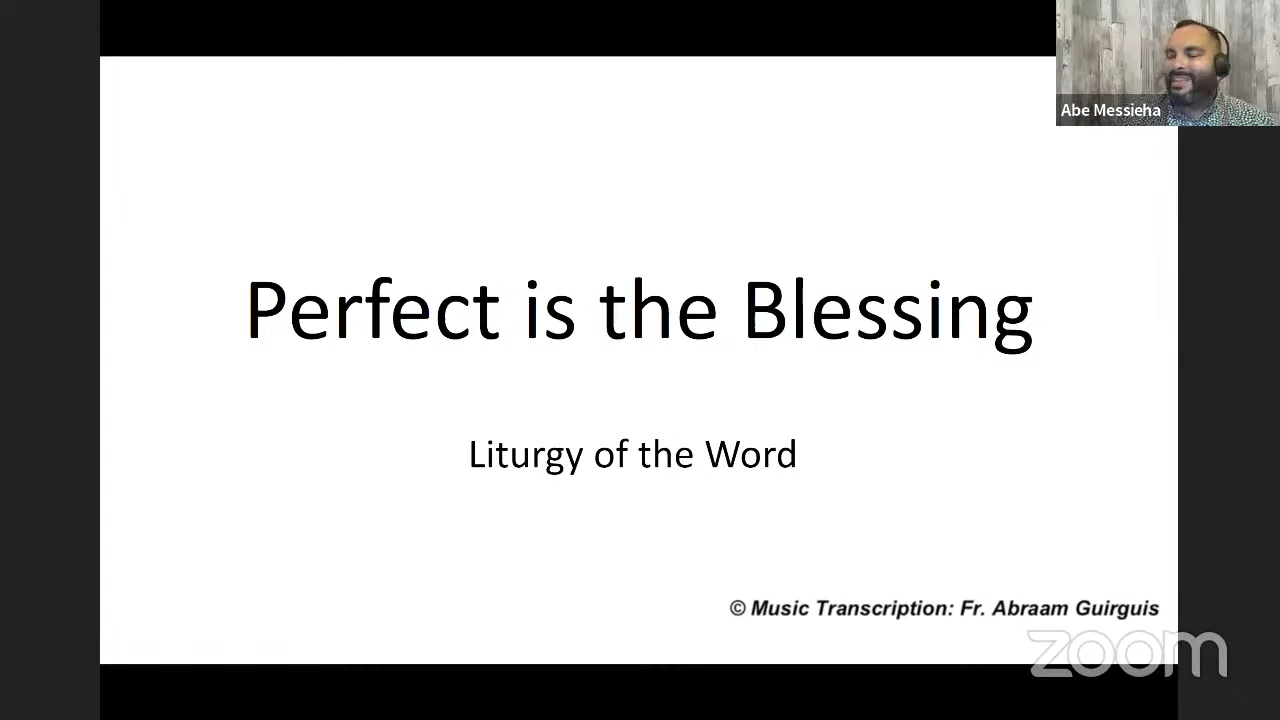 Abe Messieha
Perfect is the Blessing
Liturgy of the Word
© Music Transcription: Fr. Abraam Guirguis
zoom